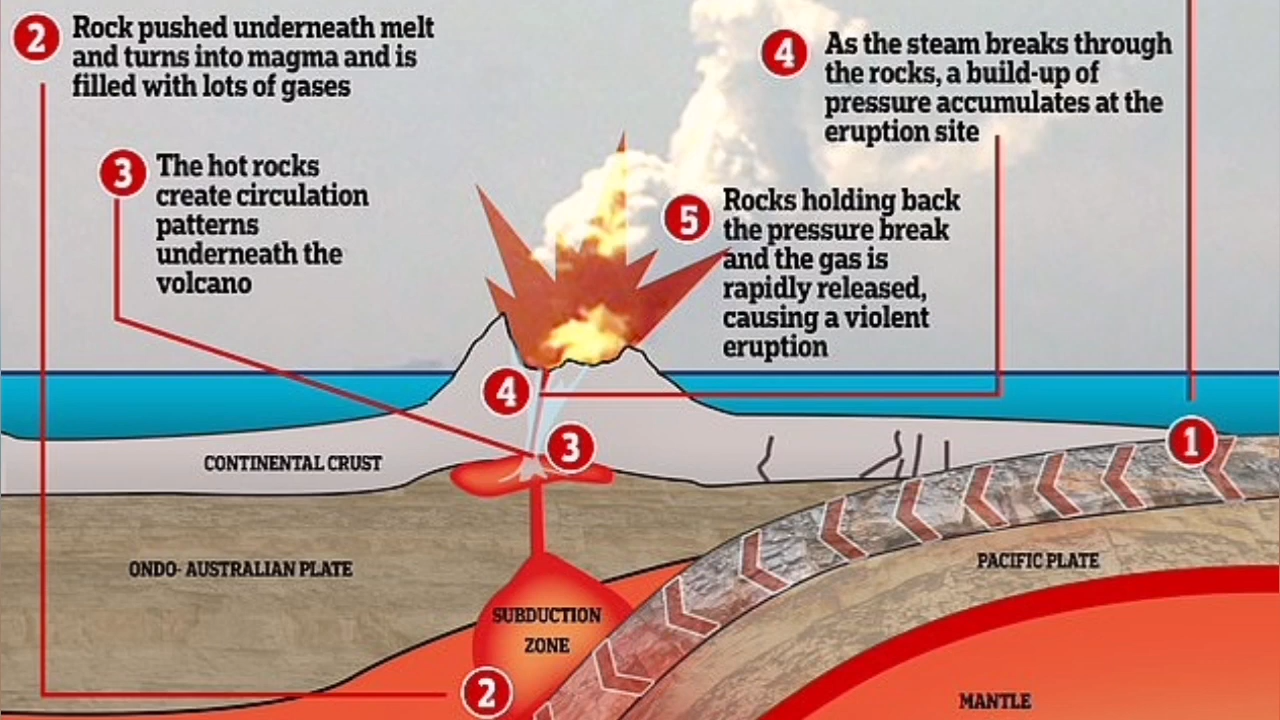 2
Rock pushed underneath melt
and turns into magma and is
filled with lots of gases
3
The hot rocks
create circulation
patterns
underneath the
volcano
4
As the steam breaks through
the rocks, a build-up of
pressure accumulates at the
eruption site
5
Rocks holding back
the pressure break
and the gas is
rapidly released,
causing a violent
eruption
4
3
1
CONTINENTAL CRUST
ONDO- AUSTRALIAN PLATE
PACIFIC PLATE
SUBDUCTION
ZONE
2
MANTLE